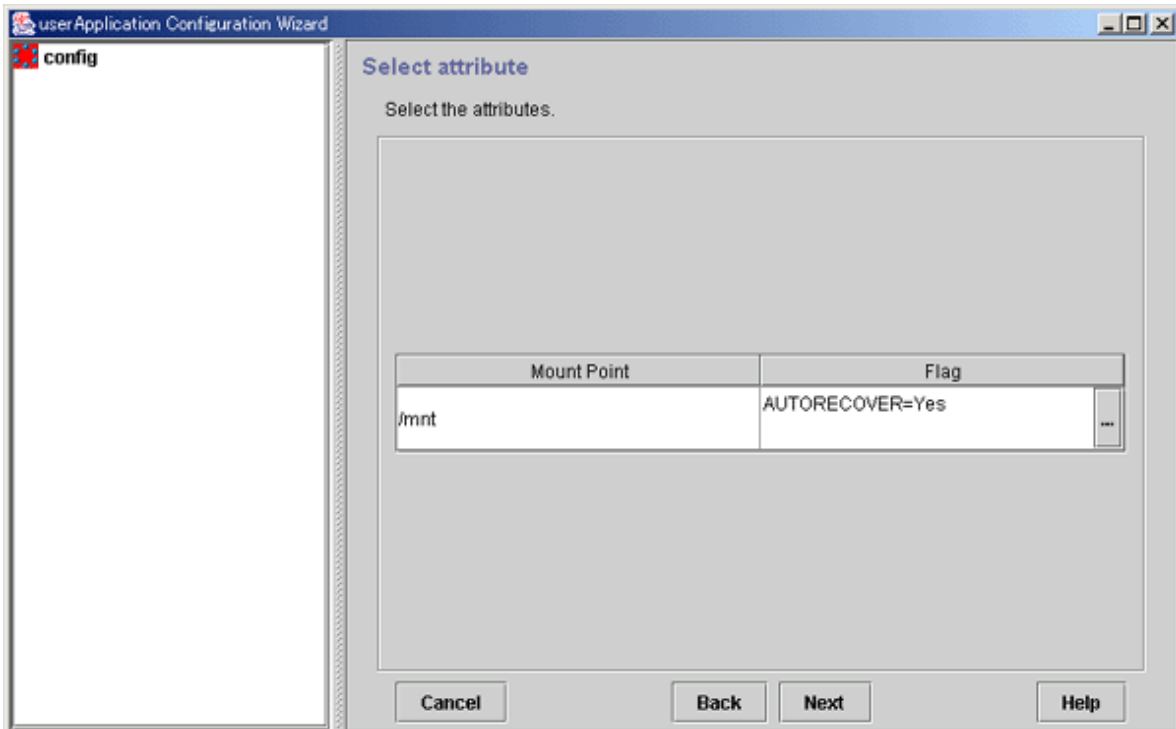 userApplication Configuration Wizard
config
Select attribute
Select the attributes.
Mount Point Flag
/mnt AUTORECOVER=Yes ...
Cancel Back Next Help